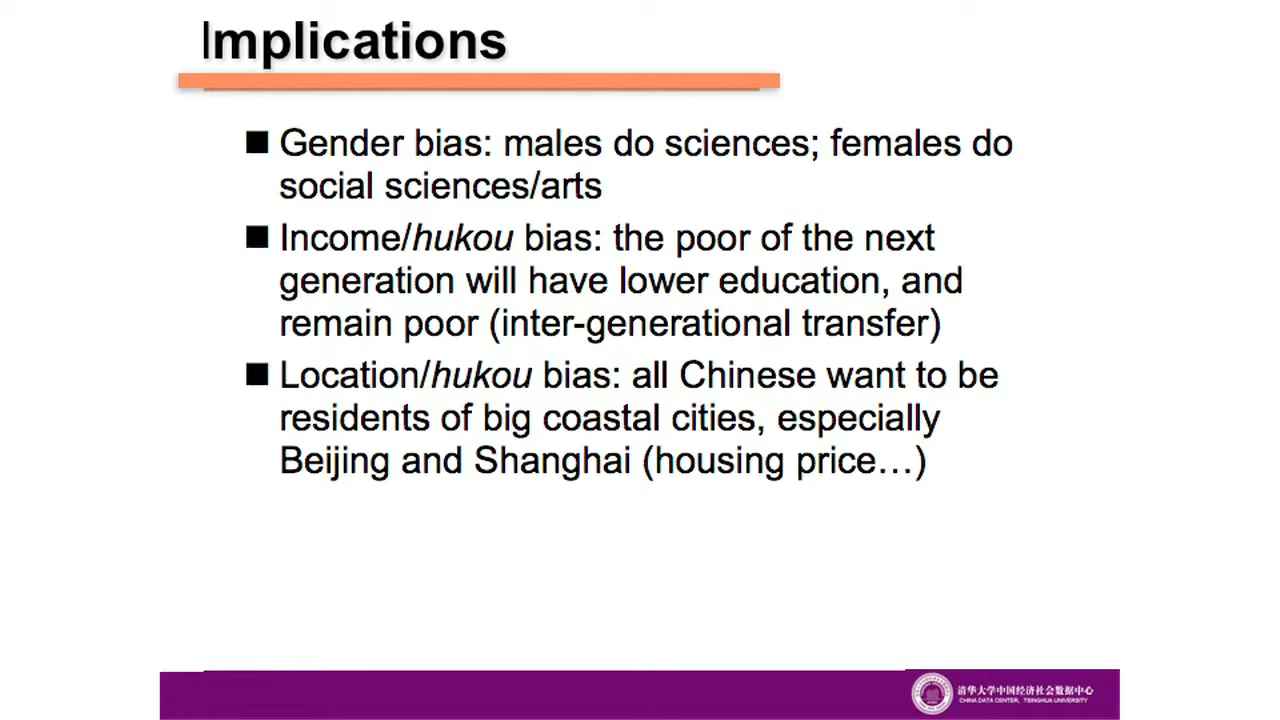 Implications
Gender bias: males do sciences; females do
social sciences/arts
Income/hukou bias: the poor of the next
generation will have lower education, and
remain poor (inter-generational transfer)
Location/hukou bias: all Chinese want to be
residents of big coastal cities, especially
Beijing and Shanghai (housing price…)
清华大学中国经济社会数据中心
CHINA DATA CENTER, TSINGHUA UNIVERSITY